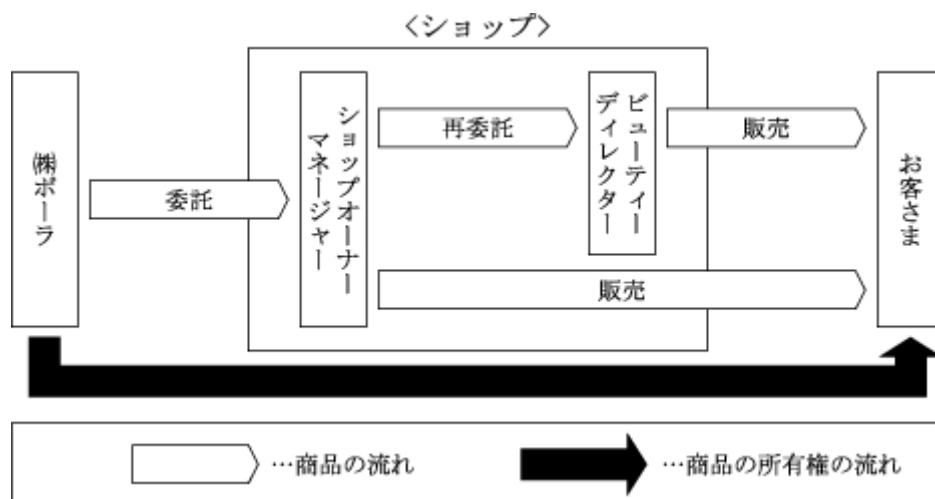 〈ショップ〉
㈱ポーラ
委託
ショップオーナー
マネージャー
再委託
ビューティー
ディレクター
販売
販売
お客さま
…商品の流れ
…商品の所有権の流れ